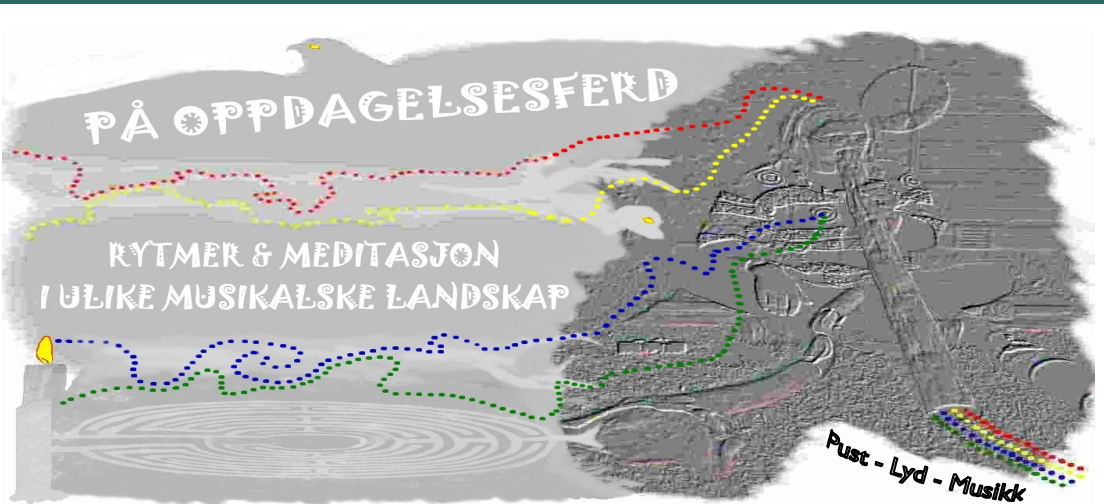 PÅ OPPDAGELSESFERD
RYTMER & MEDITASJON
I ULIKE MUSIKALSKE LANDSKAP
Pust - Lyd - Musikk